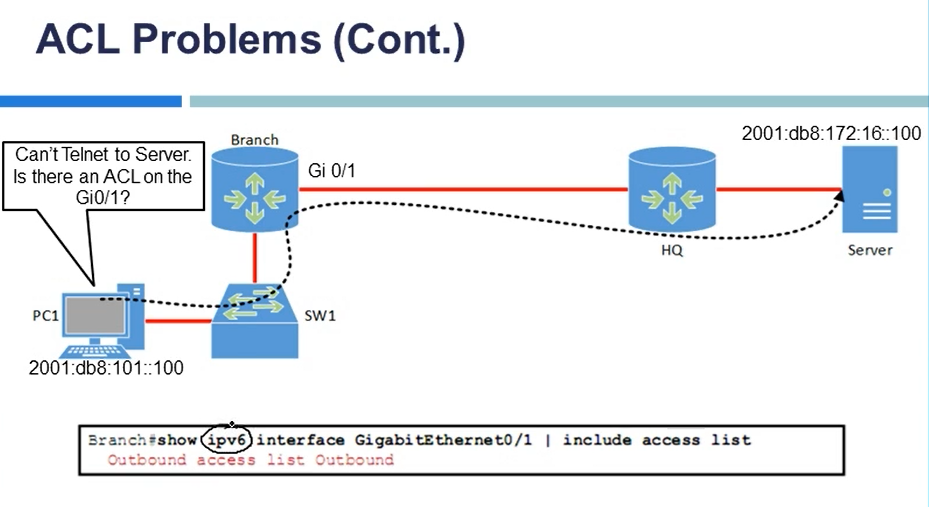 ACL Problems (Cont.)
2001:db8:172:16::100
Branch
Can't Telnet to Server.
Is there an ACL on the
Gi0/1?
Gi 0/1
HQ
Server
PC1
SW1
2001:db8:101::100
Branch#show ipv6 interface GigabitEthernet0/1 | include access list
Outbound access list Outbound